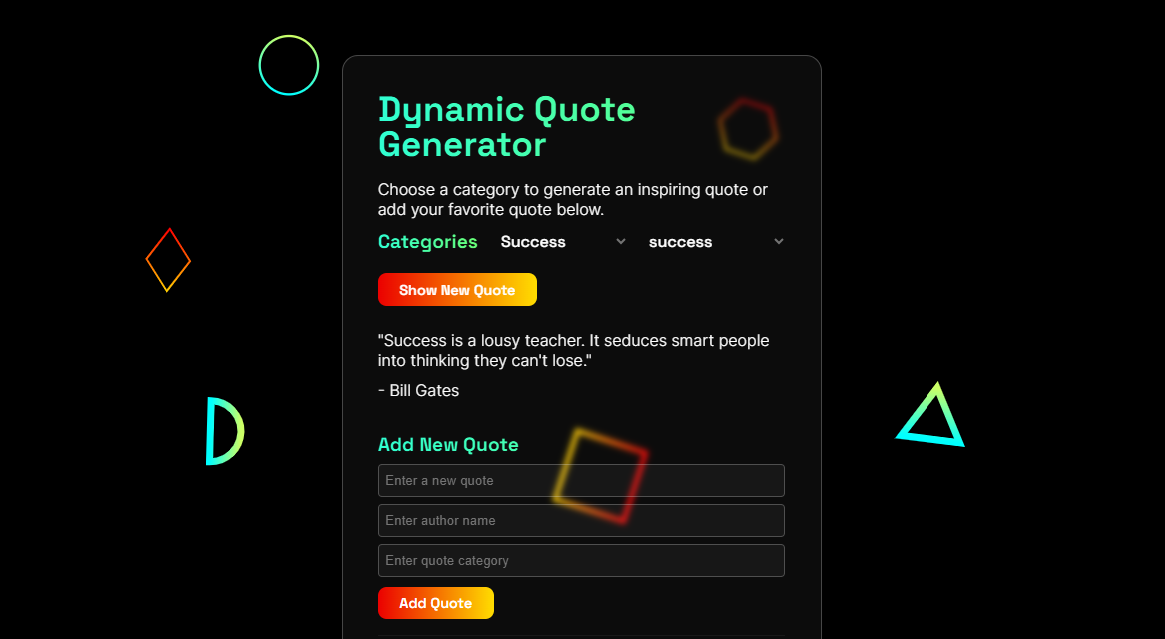 Dynamic Quote
Generator
Choose a category to generate an inspiring quote or
add your favorite quote below.
Categories Success success
Show New Quote
"Success is a lousy teacher. It seduces smart people
into thinking they can't lose."
- Bill Gates
Add New Quote
Enter a new quote
Enter author name
Enter quote category
Add Quote